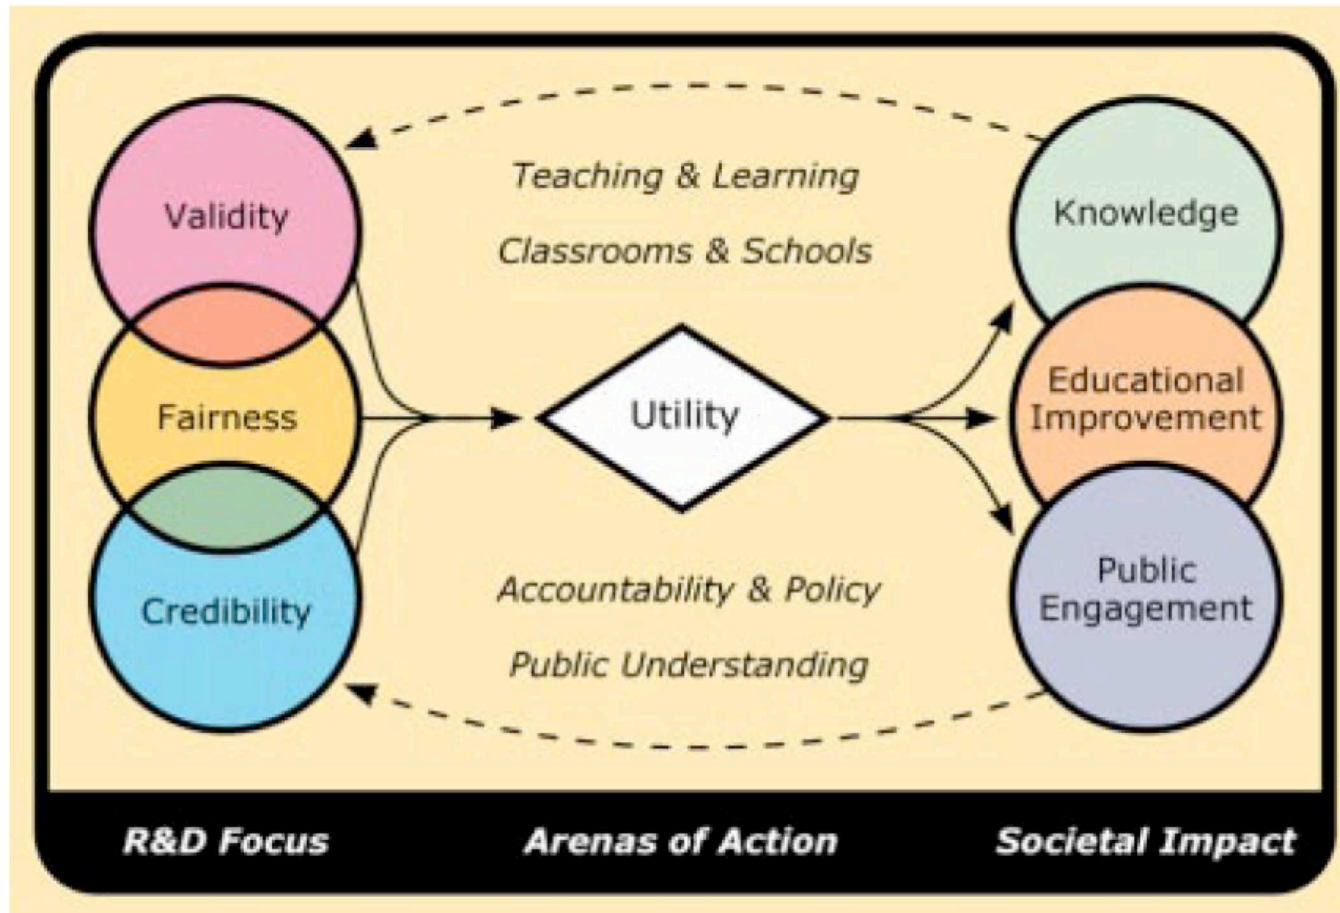 Teaching & Learning
Classrooms & Schools
Validity
Fairness
Credibility
Utility
Knowledge
Educational
Improvement
Public
Engagement
Accountability & Policy
Public Understanding
R&D Focus
Arenas of Action
Societal Impact